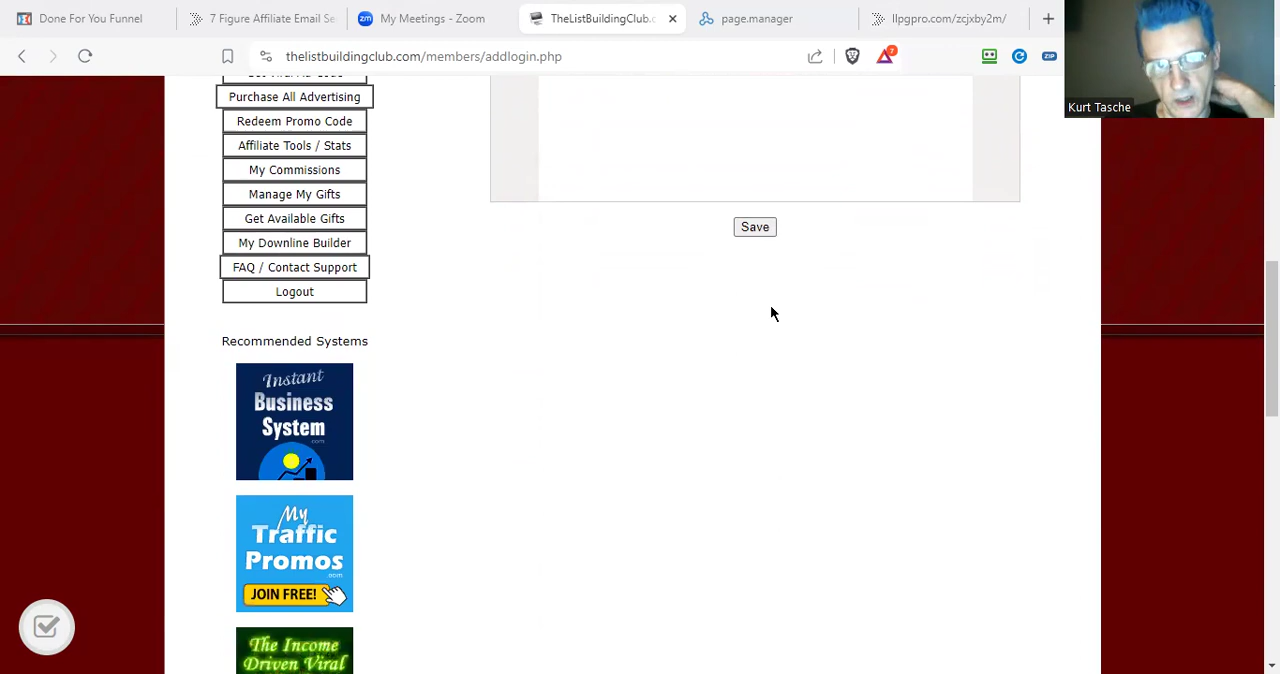 Done For You Funnel
7 Figure Affiliate Email Se
My Meetings - Zoom
TheListBuildingClub.c
page.manager
llpgpro.com/zcjxby2m/
thelistbuildingclub.com/members/addlogin.php
7
ZIP
Kurt Tasche
Purchase All Advertising
Redeem Promo Code
Affiliate Tools / Stats
My Commissions
Manage My Gifts
Get Available Gifts
My Downline Builder
FAQ / Contact Support
Logout
Save
Recommended Systems
Instant
Business
System
.com
My
Traffic
Promos
.com
JOIN FREE!
The Income
Driven Viral